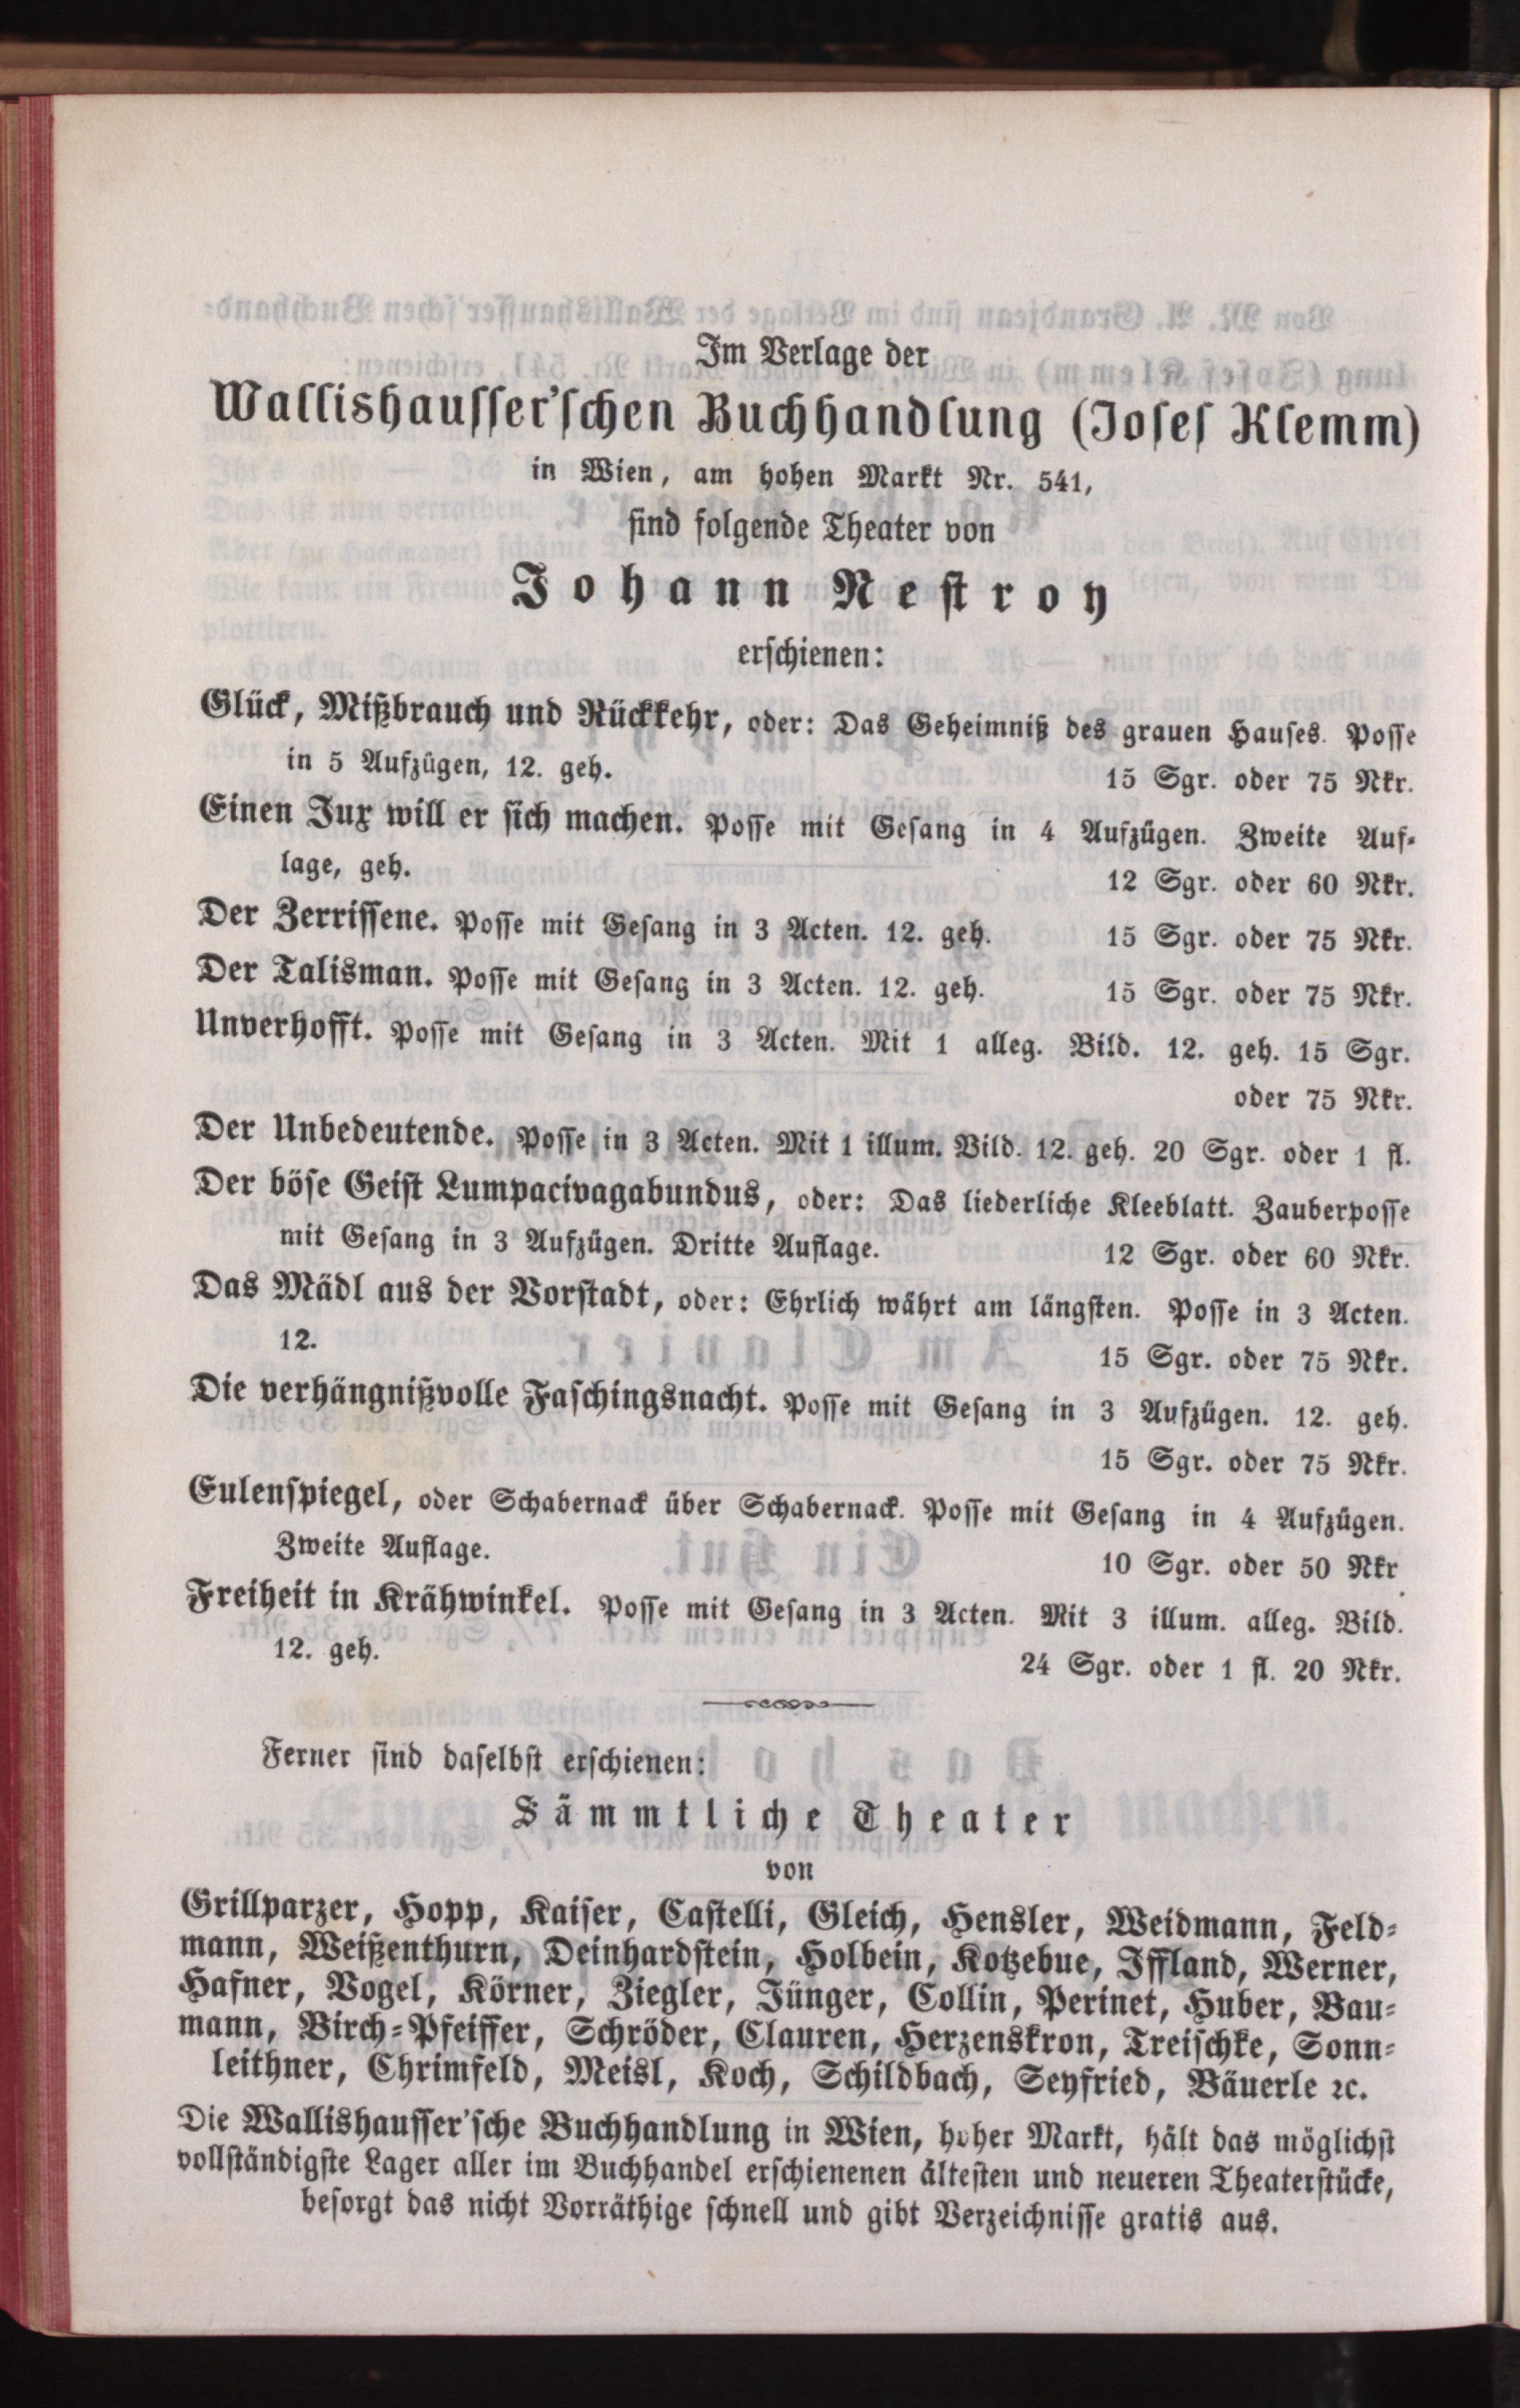 Im Verlage der
Wallishausser'schen Buchhandlung (Josef Klemm)
in Wien, am hohen Markt Nr. 541,
sind folgende Theater von
Johann Nestroy
erschienen:
Glück, Mißbrauch und Rückkehr, oder: Das Geheimniß des grauen Hauses. Posse
in 5 Aufzügen, 12. geh. 15 Sgr. oder 75 Nkr.
Einen Jux will er sich machen. Posse mit Gesang in 4 Aufzügen. Zweite Auf-
lage, geh. 12 Sgr. oder 60 Nkr.
Der Zerrissene. Posse mit Gesang in 3 Acten. 12. geh. 15 Sgr. oder 75 Nkr.
Der Talisman. Posse mit Gesang in 3 Acten. 12. geh. 15 Sgr. oder 75 Nkr.
Unverhofft. Posse mit Gesang in 3 Acten. Mit 1 alleg. Bild. 12. geh. 15 Sgr.
oder 75 Nkr.
Der Unbedeutende. Posse in 3 Acten. Mit 1 illum. Bild. 12. geh. 20 Sgr. oder 1 fl.
Der böse Geist Lumpacivagabundus, oder: Das liederliche Kleeblatt. Zauberposse
mit Gesang in 3 Aufzügen. Dritte Auflage. 12 Sgr. oder 60 Nkr.
Das Mädl aus der Vorstadt, oder: Ehrlich währt am längsten. Posse in 3 Acten.
12. 15 Sgr. oder 75 Nkr.
Die verhängnißvolle Faschingsnacht. Posse mit Gesang in 3 Aufzügen. 12. geh.
15 Sgr. oder 75 Nkr.
Eulenspiegel, oder Schabernack über Schabernack. Posse mit Gesang in 4 Aufzügen.
Zweite Auflage. 10 Sgr. oder 50 Nkr
Freiheit in Krähwinkel. Posse mit Gesang in 3 Acten. Mit 3 illum. alleg. Bild.
12. geh. 24 Sgr. oder 1 fl. 20 Nkr.
Ferner sind daselbst erschienen:
Sämmtliche Theater
von
Grillparzer, Hopp, Kaiser, Castelli, Gleich, Hensler, Weidmann, Feld-
mann, Weißenthurn, Deinhardstein, Holbein, Kotzebue, Iffland, Werner,
Hafner, Vogel, Körner, Ziegler, Jünger, Collin, Perinet, Huber, Bau-
mann, Birch-Pfeiffer, Schröder, Clauren, Herzenskron, Treischke, Sonn-
leithner, Chrimfeld, Meisl, Koch, Schildbach, Seyfried, Bäuerle ꝛc.
Die Wallishausser'sche Buchhandlung in Wien, hoher Markt, hält das möglichst
vollständigste Lager aller im Buchhandel erschienenen ältesten und neueren Theaterstücke,
besorgt das nicht Vorräthige schnell und gibt Verzeichnisse gratis aus.